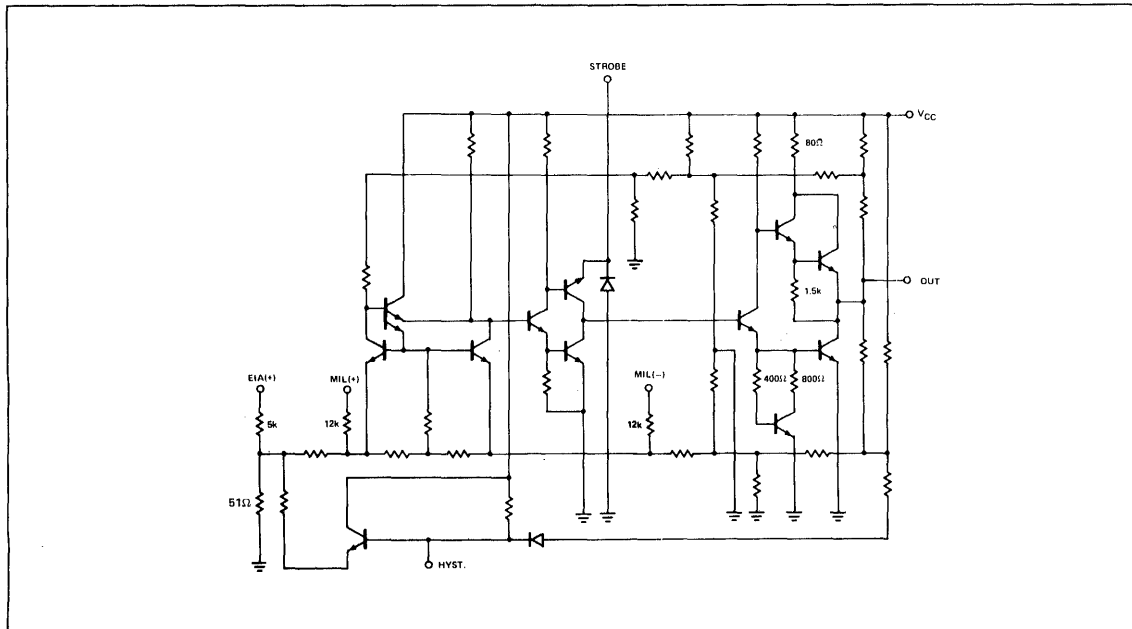 STROBE
VCC
80Ω
1.5k
OUT
EIA(+)
MIL(+)
MIL(−)
400Ω
800Ω
5k
12k
12k
51Ω
HYST.